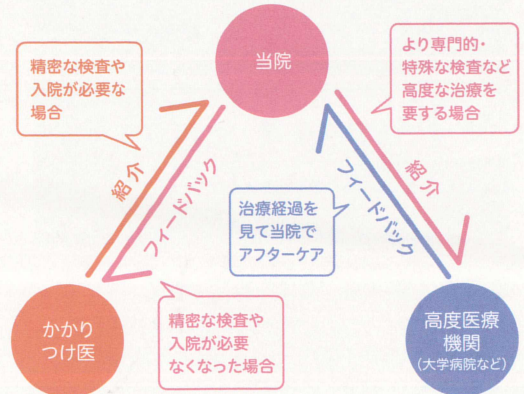 当院
精密な検査や
入院が必要な
場合
より専門的・
特殊な検査など
高度な治療を
要する場合
紹介
フィードバック
フィードバック
紹介
治療経過を
見て当院で
アフターケア
かかり
つけ医
精密な検査や
入院が必要
なくなった場合
高度医療
機関
(大学病院など)